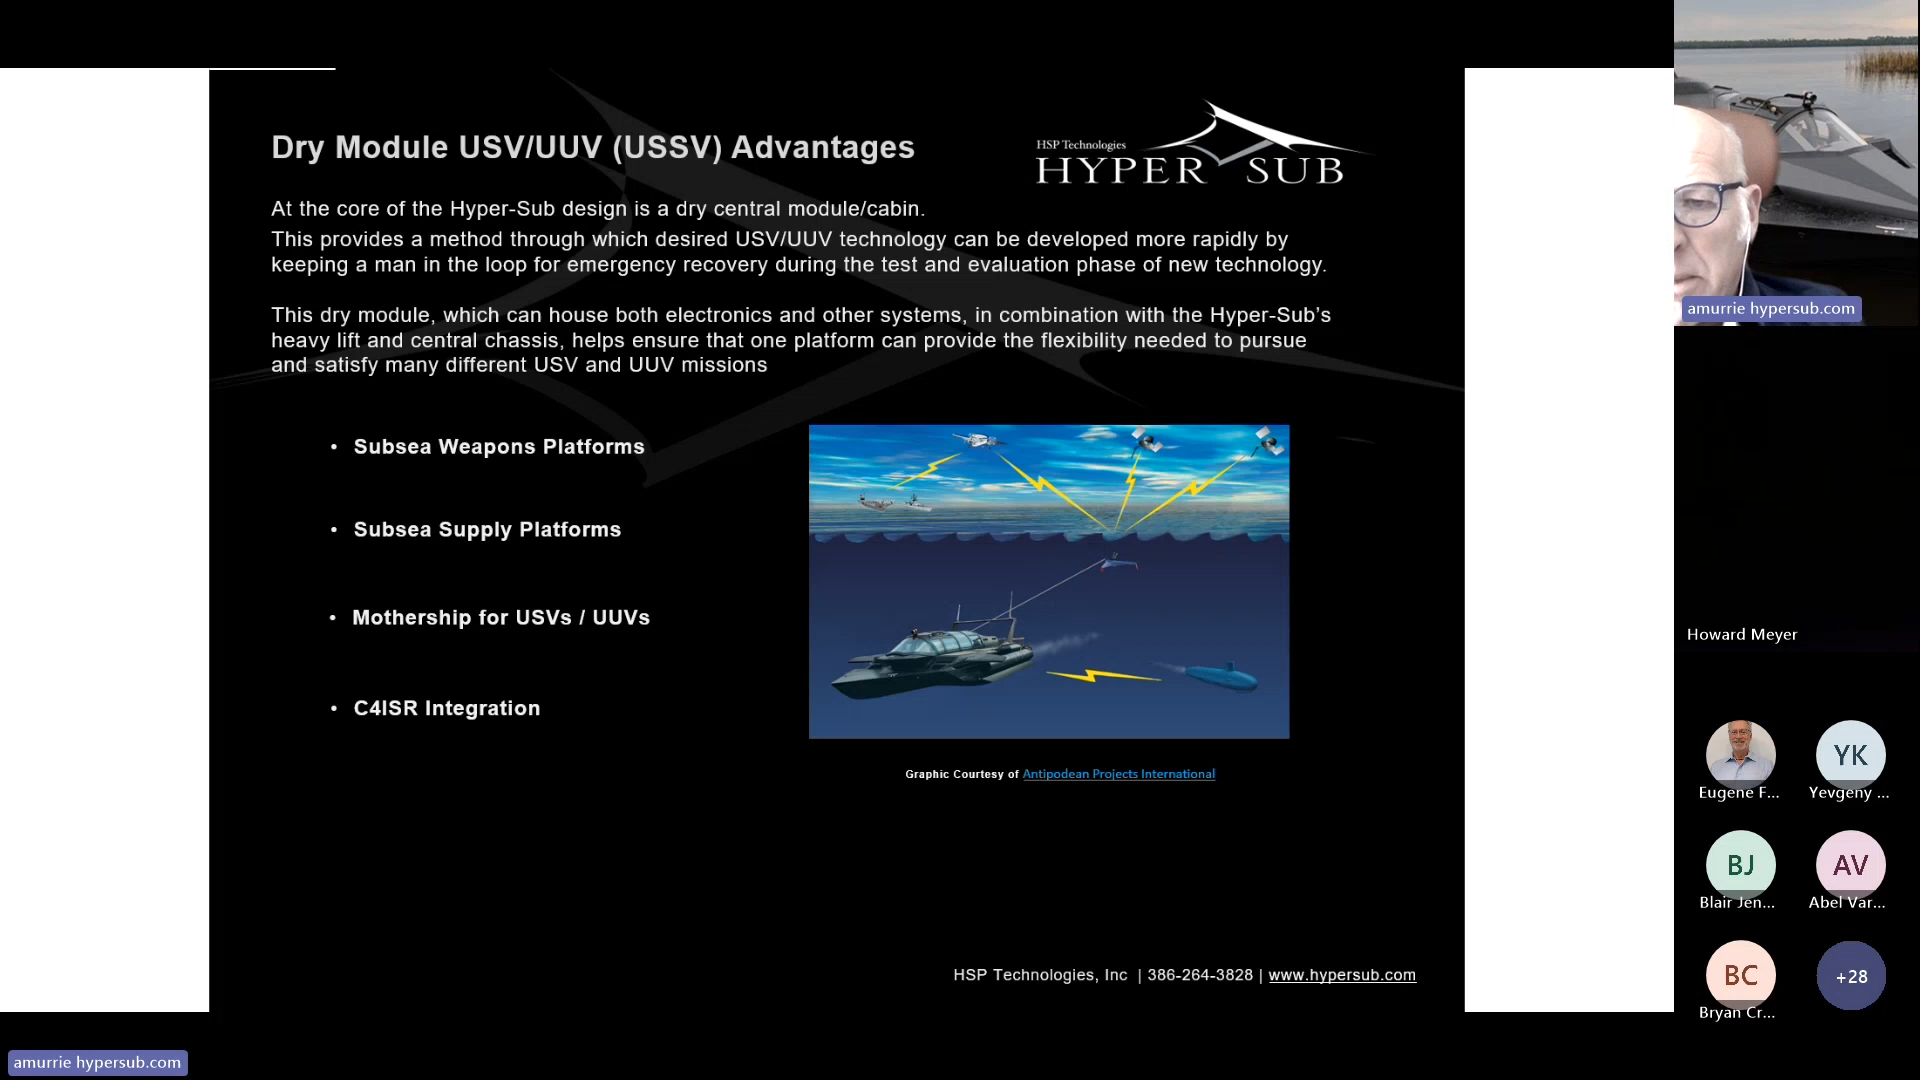 Dry Module USV/UUV (USSV) Advantages
HSP Technologies
HYPER SUB
At the core of the Hyper-Sub design is a dry central module/cabin.
This provides a method through which desired USV/UUV technology can be developed more rapidly by
keeping a man in the loop for emergency recovery during the test and evaluation phase of new technology.
This dry module, which can house both electronics and other systems, in combination with the Hyper-Sub’s
heavy lift and central chassis, helps ensure that one platform can provide the flexibility needed to pursue
and satisfy many different USV and UUV missions
• Subsea Weapons Platforms
• Subsea Supply Platforms
• Mothership for USVs / UUVs
• C4ISR Integration
Graphic Courtesy of Antipodean Projects International
HSP Technologies, Inc | 386-264-3828 | www.hypersub.com
amurrie hypersub.com
Howard Meyer
Eugene F...
YK
Yevgeny ...
BJ
Blair Jen...
AV
Abel Var...
BC
Bryan Cr...
+28
amurrie hypersub.com